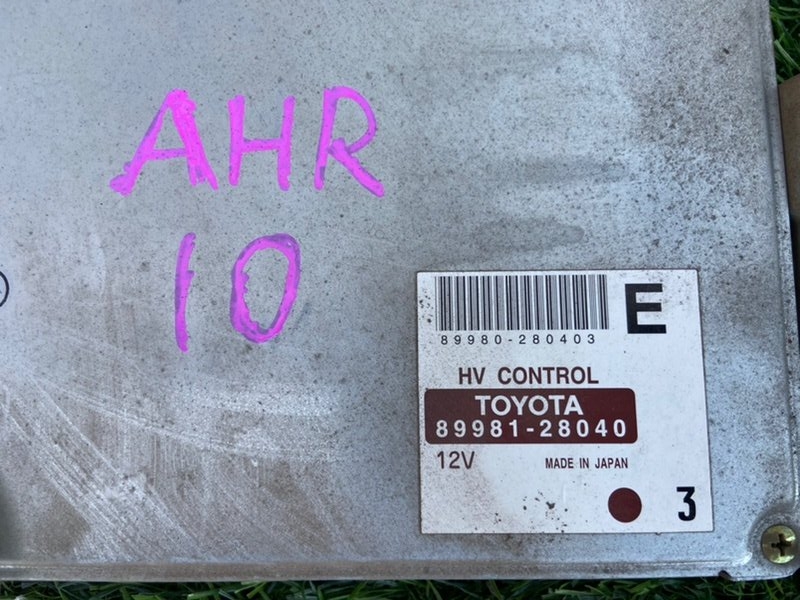 AHR
10
89980-280403
E
HV CONTROL
TOYOTA
89981-28040
12V
MADE IN JAPAN
3